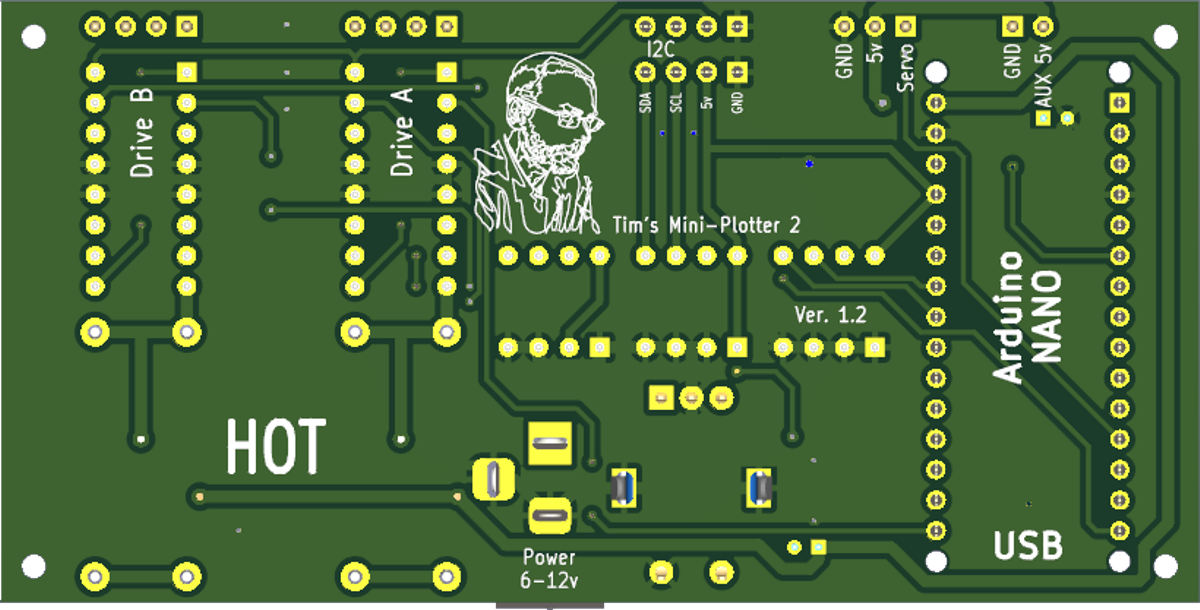 I2C
GND
5v
Servo
GND
AUX 5v
SDA
SCL
5v
GND
Drive B
Drive A
Tim's Mini-Plotter 2
Ver. 1.2
Arduino
NANO
HOT
USB
Power
6-12v